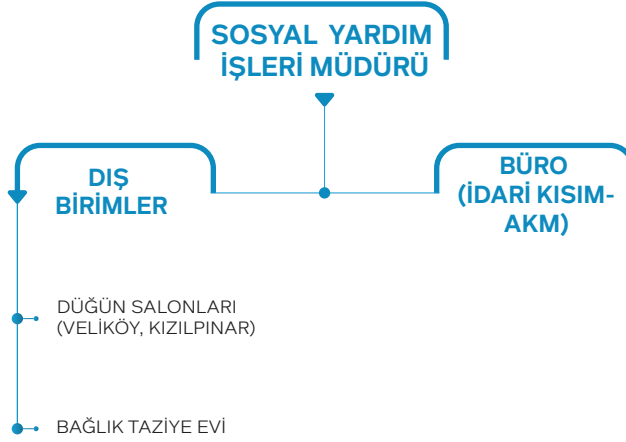 SOSYAL YARDIM
İŞLERİ MÜDÜRÜ
DIŞ
BİRİMLER
BÜRO
(İDARİ KISIM-
AKM)
DÜĞÜN SALONLARI
(VELİKÖY, KIZILPINAR)
BAĞLIK TAZİYE EVİ